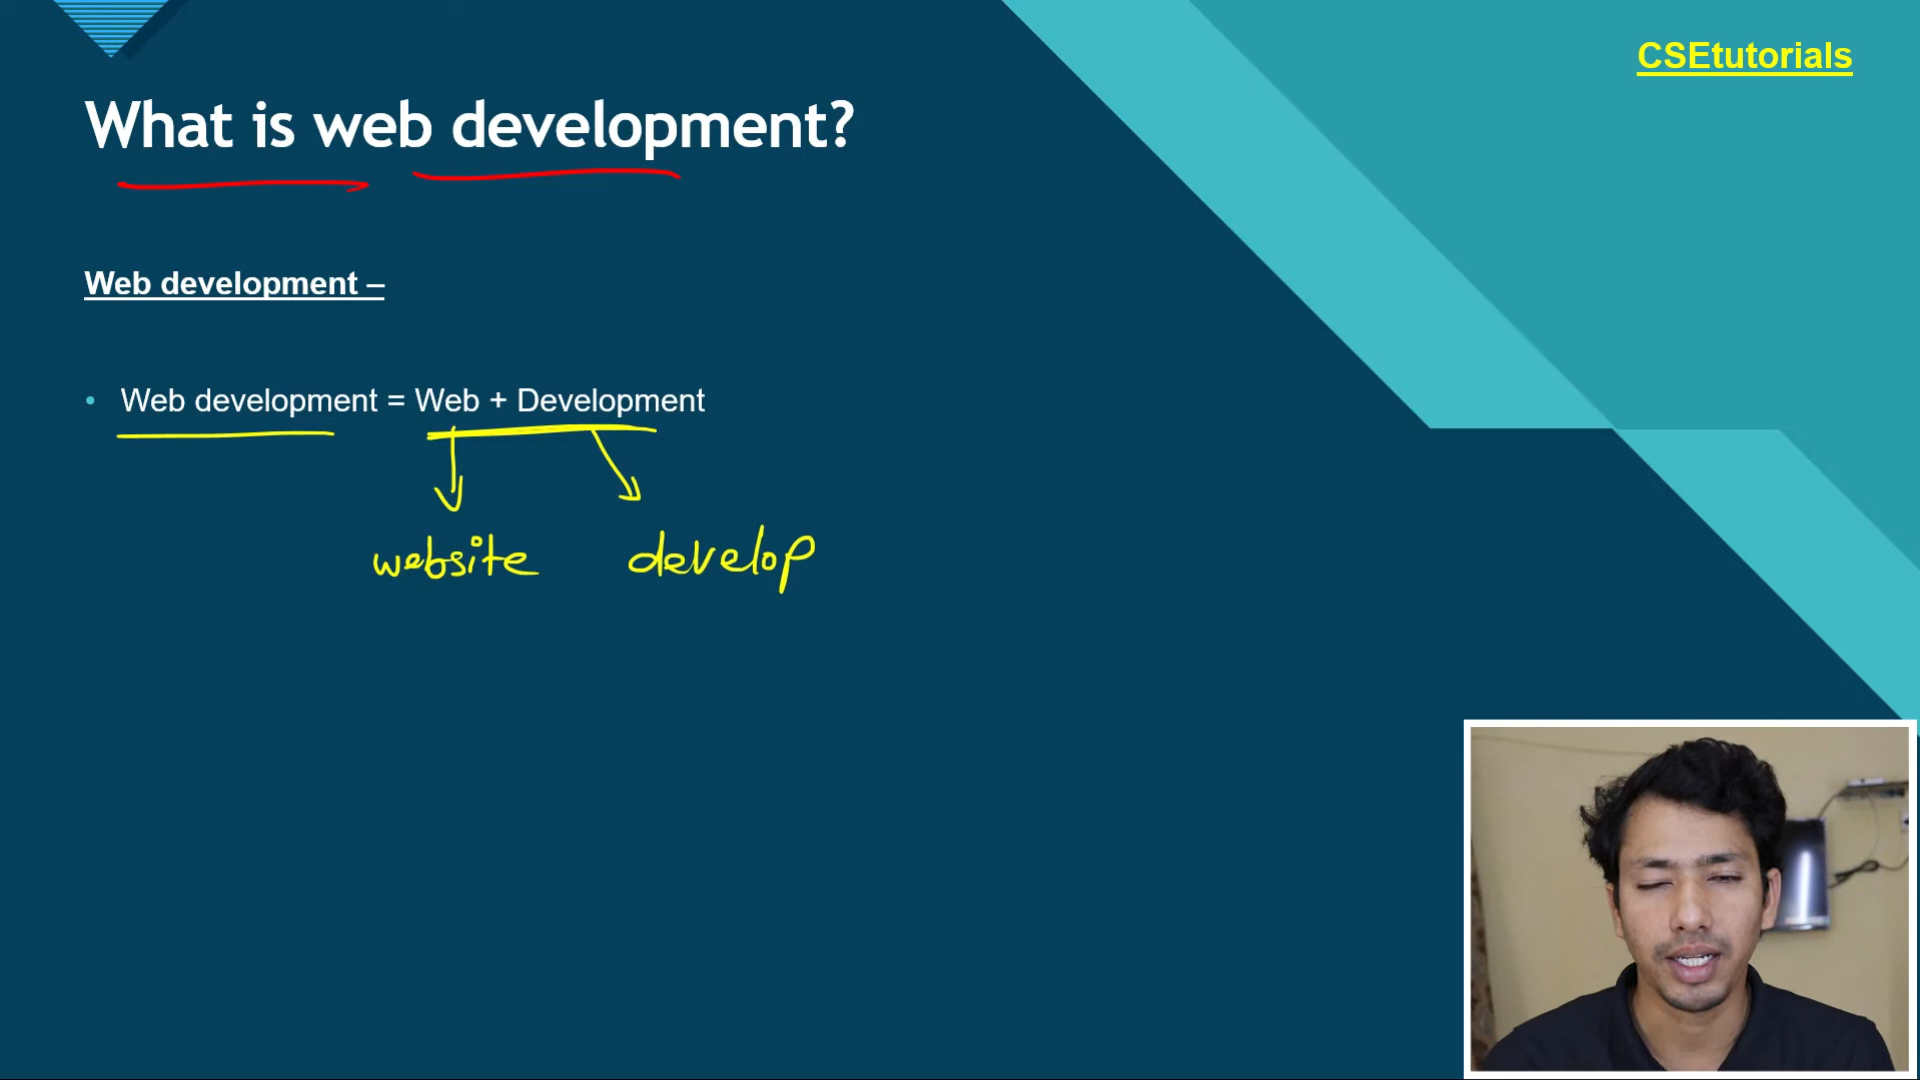 CSEtutorials
What is web development?
Web development –
• Web development = Web + Development
website develop